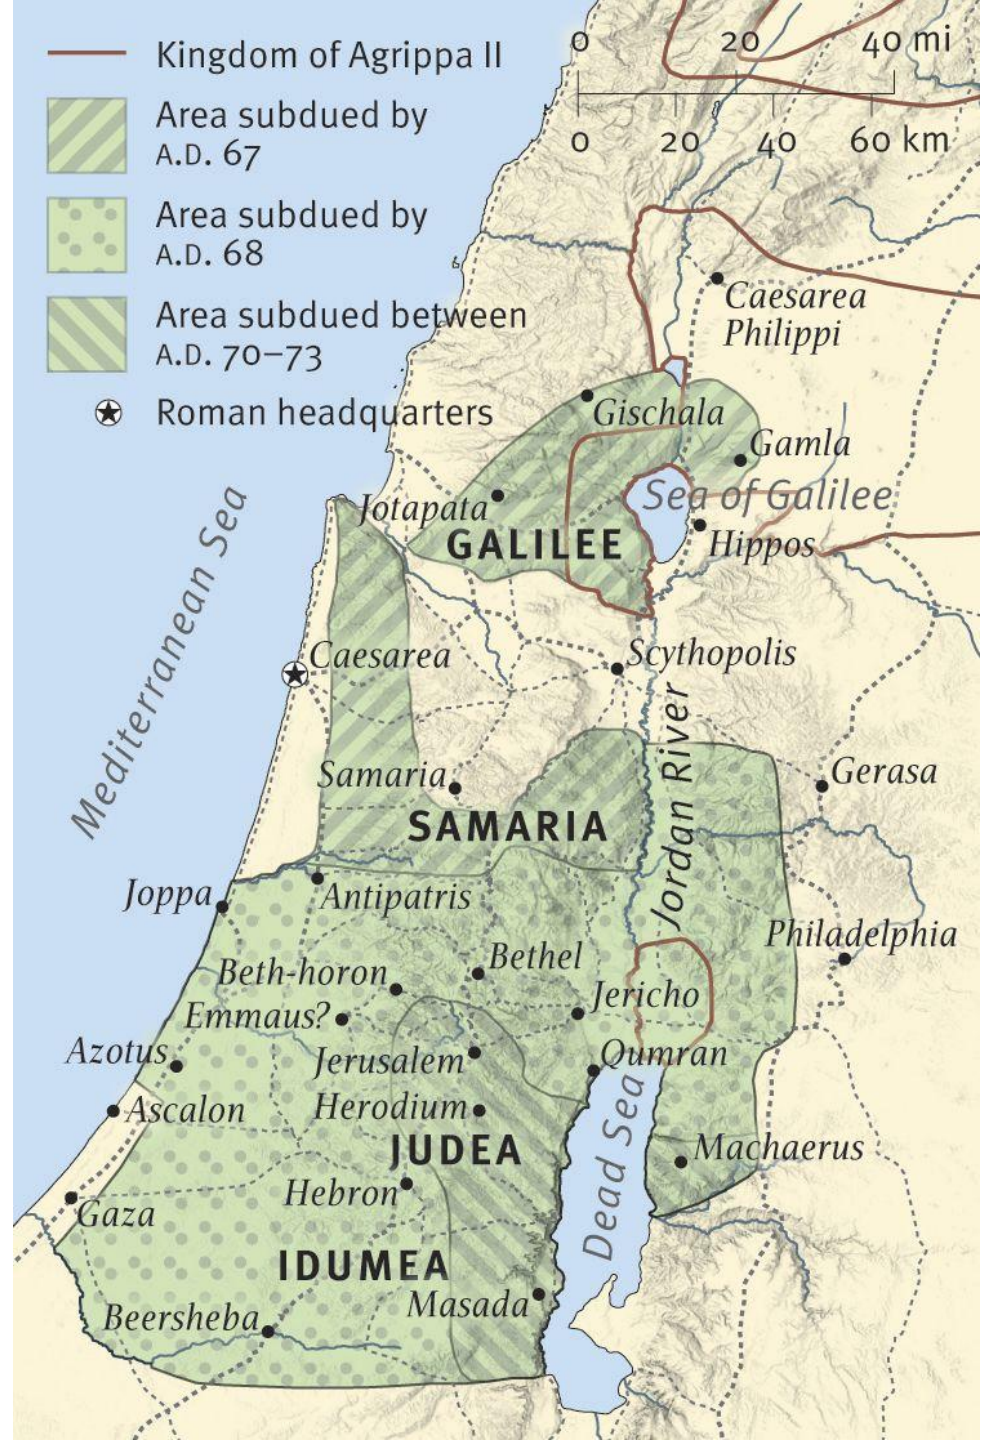 Kingdom of Agrippa II
Area subdued by
A.D. 67
Area subdued by
A.D. 68
Area subdued between
A.D. 70–73
Roman headquarters
0 20 40 mi
0 20 40 60 km
Caesarea
Philippi
Gischala
Gamla
Jotapata
Sea of Galilee
GALILEE
Hippos
Mediterranean Sea
Caesarea
Scythopolis
Jordan River
Samaria
Gerasa
SAMARIA
Joppa
Antipatris
Philadelphia
Bethel
Beth-horon
Jericho
Emmaus?
Azotus
Jerusalem
Qumran
Ascalon
Herodium
JUDEA
Dead Sea
Machaerus
Hebron
Gaza
IDUMEA
Masada
Beersheba